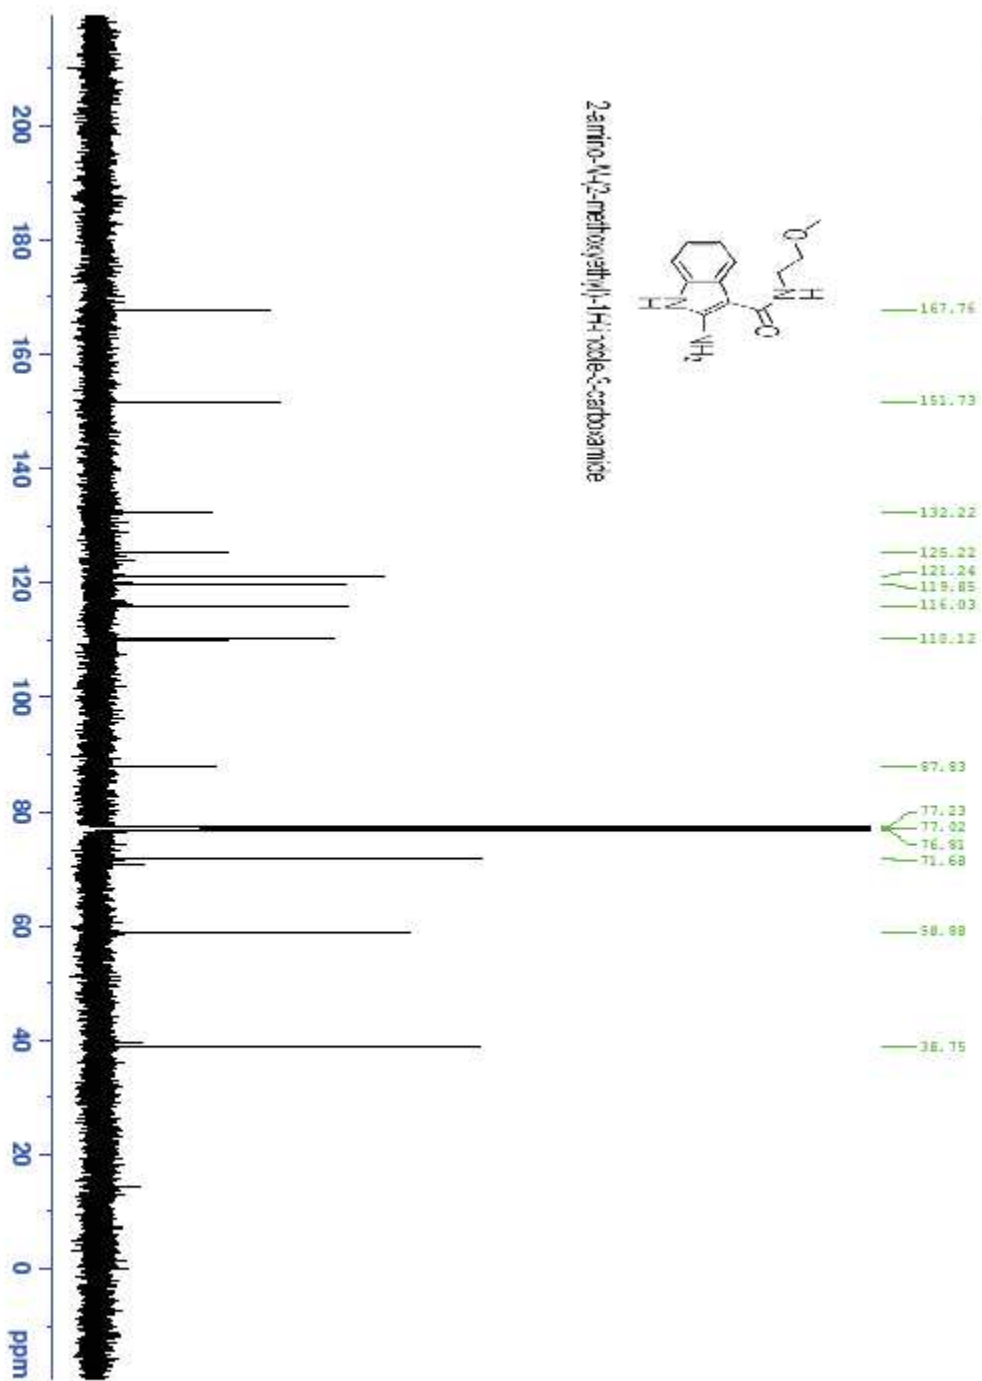 167.76
151.73
132.22
125.22
121.24
119.85
116.03
110.12
87.83
77.23
77.02
76.81
71.68
58.88
38.75
O
N
H
O
NH2
N
H
2-amino-N-(2-methoxyethyl)-1H-indole-3-carboxamide
200 180 160 140 120 100 80 60 40 20 0 ppm